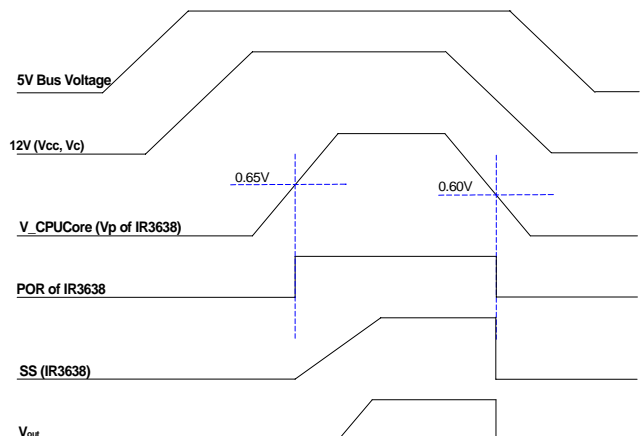 5V Bus Voltage
12V (Vcc, Vc)
0.65V
0.60V
V_CPUCore (Vp of IR3638)
POR of IR3638
SS (IR3638)
Vout